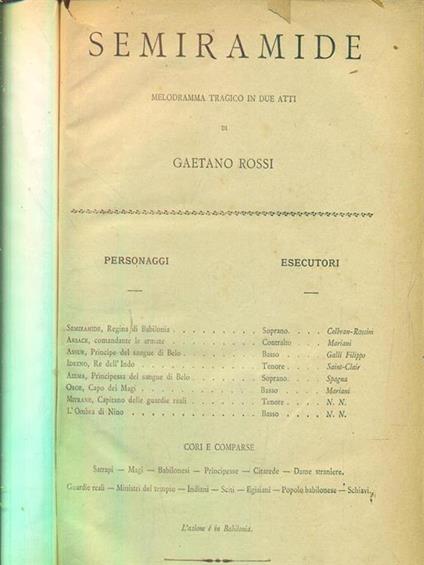 SEMIRAMIDE
MELODRAMMA TRAGICO IN DUE ATTI
DI
GAETANO ROSSI
PERSONAGGI ESECUTORI
SEMIRAMIDE, Regina di Babilonia . . . . . . . . Soprano. . . . Colbran-Rossini
ARSACE, comandante le armate . . . . . . . . Contralto . . . Mariani
ASSUR, Principe del sangue di Belo . . . . . . . . Basso . . . . Galli Filippo
IDRENO, Re dell'Indo . . . . . . . . Tenore . . . . Saint-Clair
AZEMA, Principessa del sangue di Belo . . . . . . . Soprano. . . . Spagna
OROE, Capo dei Magi . . . . . . . . Basso . . . . Mariani
MITRANE, Capitano delle guardie reali . . . . . . . Tenore . . . . N. N.
L'Ombra di Nino . . . . . . . . Basso . . . . N. N.
CORI E COMPARSE
Satrapi — Magi — Babilonesi — Principesse — Citarede — Dame straniere.
Guardie reali — Ministri del tempio — Indiani — Sciti — Egiziani — Popolo babilonese — Schiavi.
L'azione è in Babilonia.